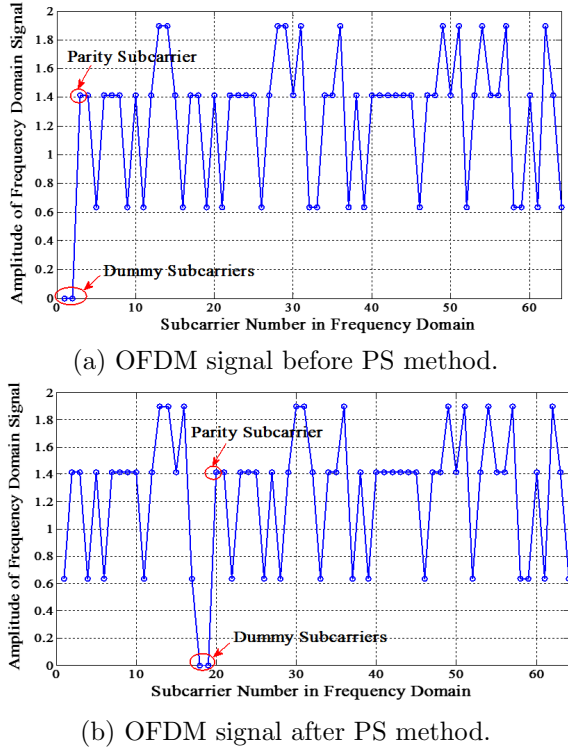 Amplitude of Frequency Domain Signal
2
1.8
1.6
1.4
1.2
1
0.8
0.6
0.4
0.2
0
Parity Subcarrier
Dummy Subcarriers
0 10 20 30 40 50 60
Subcarrier Number in Frequency Domain
(a) OFDM signal before PS method.
Amplitude of Frequency Domain Signal
2
1.8
1.6
1.4
1.2
1
0.8
0.6
0.4
0.2
0
Parity Subcarrier
Dummy Subcarriers
0 10 20 30 40 50 60
Subcarrier Number in Frequency Domain
(b) OFDM signal after PS method.